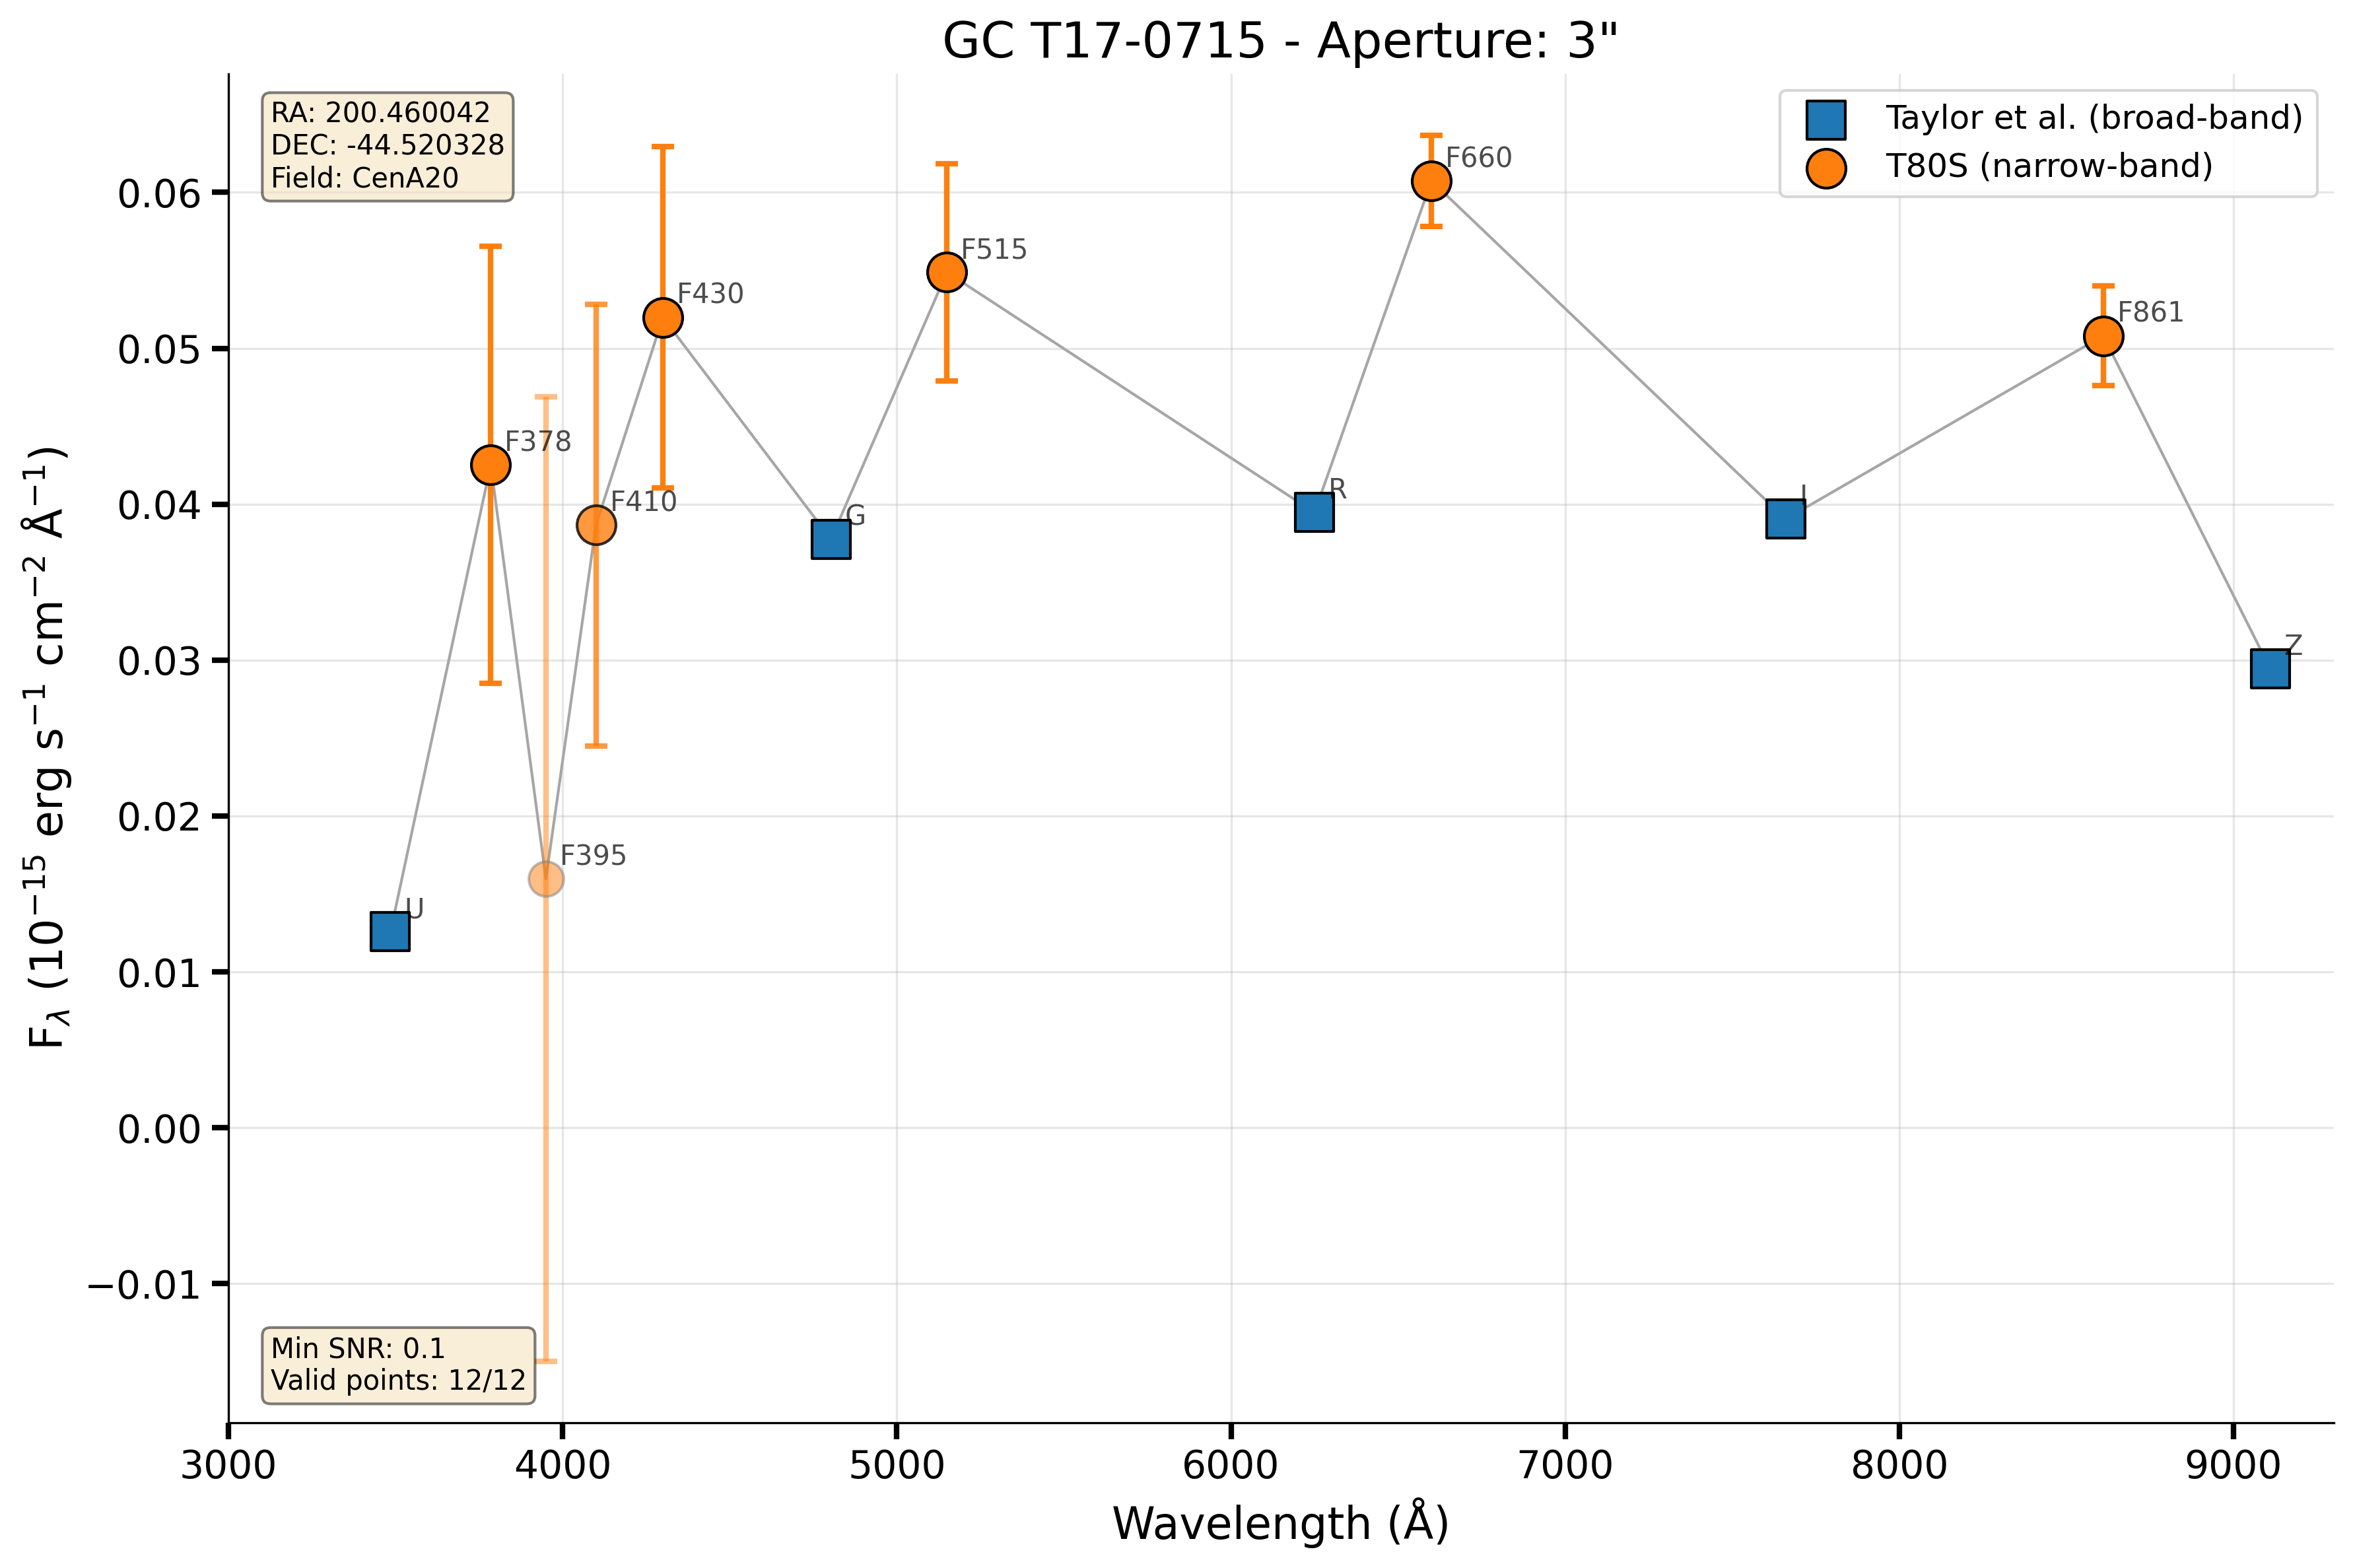 GC T17-0715 - Aperture: 3"
RA: 200.460042
DEC: -44.520328
Field: CenA20
Taylor et al. (broad-band)
T80S (narrow-band)
F660
F430
F515
F861
F378
F410
G
R
I
Z
F395
U
0.06
0.05
0.04
0.03
0.02
0.01
0.00
−0.01
F_λ (10⁻¹⁵ erg s⁻¹ cm⁻² Å⁻¹)
Min SNR: 0.1
Valid points: 12/12
3000 4000 5000 6000 7000 8000 9000
Wavelength (Å)